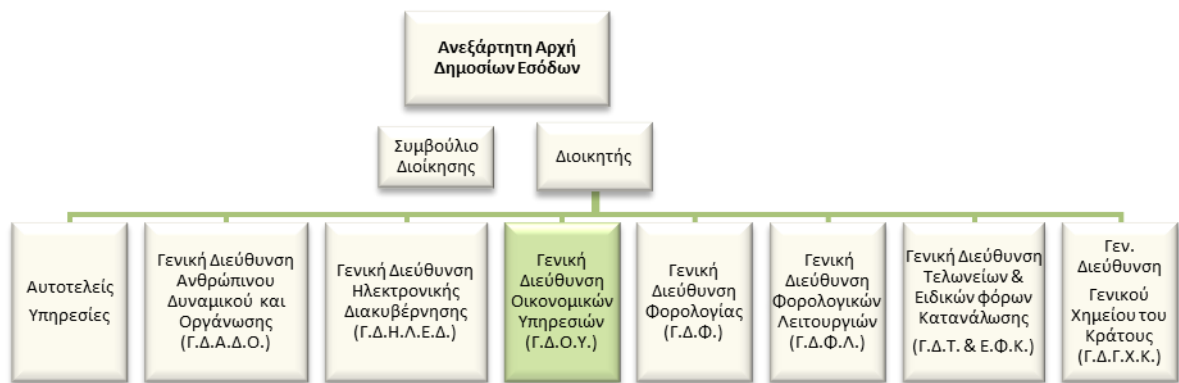 Ανεξάρτητη Αρχή
Δημοσίων Εσόδων
Συμβούλιο
Διοίκησης
Διοικητής
Αυτοτελείς
Υπηρεσίες
Γενική Διεύθυνση
Ανθρώπινου
Δυναμικού και
Οργάνωσης
(Γ.Δ.Α.Δ.Ο.)
Γενική Διεύθυνση
Ηλεκτρονικής
Διακυβέρνησης
(Γ.Δ.Η.Λ.Ε.Δ.)
Γενική
Διεύθυνση
Οικονομικών
Υπηρεσιών
(Γ.Δ.Ο.Υ.)
Γενική
Διεύθυνση
Φορολογίας
(Γ.Δ.Φ.)
Γενική
Διεύθυνση
Φορολογικών
Λειτουργιών
(Γ.Δ.Φ.Λ.)
Γενική Διεύθυνση
Τελωνείων &
Ειδικών φόρων
Κατανάλωσης
(Γ.Δ.Τ. & Ε.Φ.Κ.)
Γεν.
Διεύθυνση
Γενικού
Χημείου του
Κράτους
(Γ.Δ.Γ.Χ.Κ.)